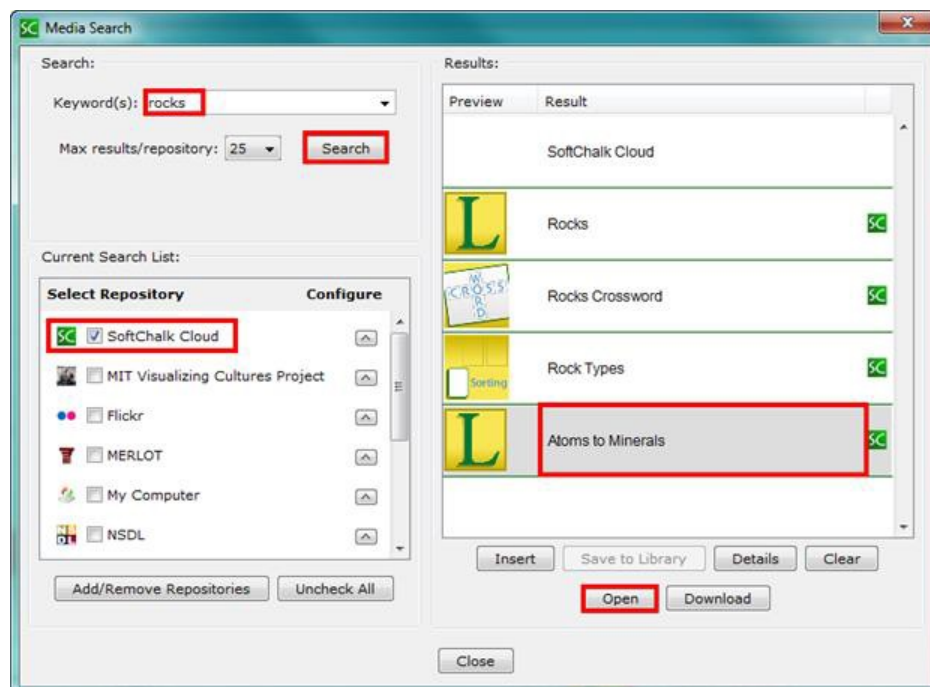 SC Media Search
Search:
Keyword(s): rocks
Max results/repository: 25 Search
Current Search List:
Select Repository Configure
SC SoftChalk Cloud
MIT Visualizing Cultures Project
Flickr
MERLOT
My Computer
NSDL
Add/Remove Repositories Uncheck All
Results:
Preview Result
SoftChalk Cloud
L Rocks SC
CROSS WORD Rocks Crossword SC
Sorting Rock Types SC
L Atoms to Minerals SC
Insert Save to Library Details Clear
Open Download
Close